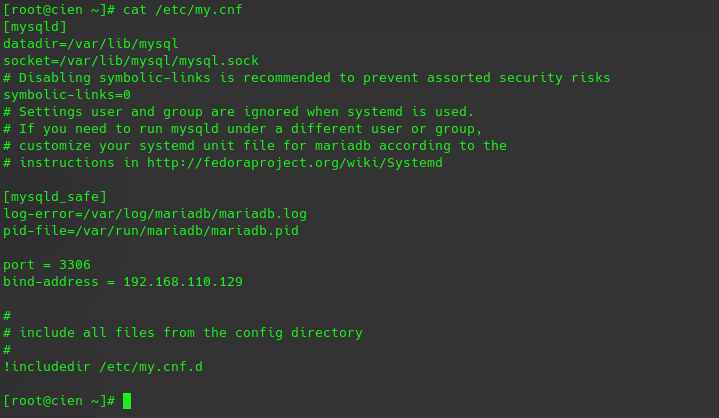 [root@cien ~]# cat /etc/my.cnf
[mysqld]
datadir=/var/lib/mysql
socket=/var/lib/mysql/mysql.sock
# Disabling symbolic-links is recommended to prevent assorted security risks
symbolic-links=0
# Settings user and group are ignored when systemd is used.
# If you need to run mysqld under a different user or group,
# customize your systemd unit file for mariadb according to the
# instructions in http://fedoraproject.org/wiki/Systemd
[mysqld_safe]
log-error=/var/log/mariadb/mariadb.log
pid-file=/var/run/mariadb/mariadb.pid
port = 3306
bind-address = 192.168.110.129
#
# include all files from the config directory
#
!includedir /etc/my.cnf.d
[root@cien ~]#